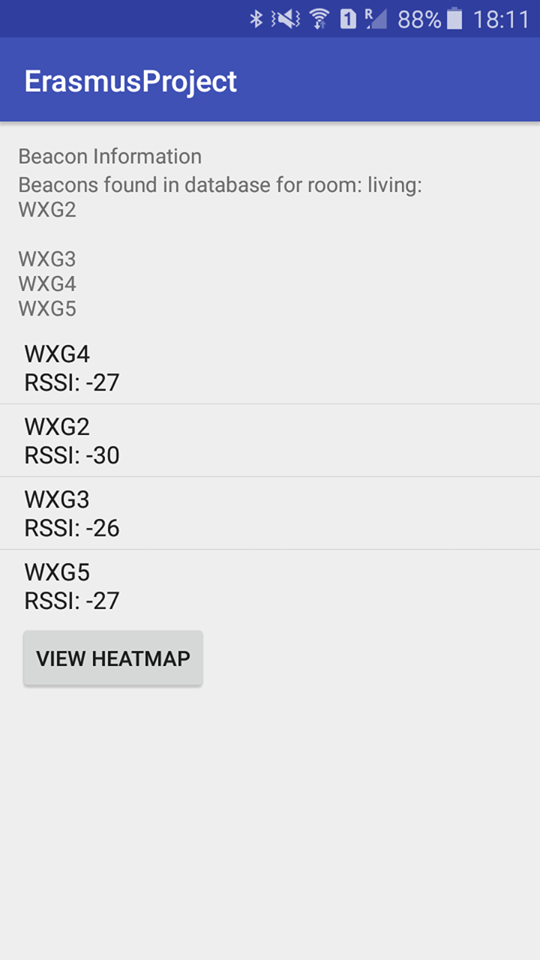 1 R 88% 18:11
ErasmusProject
Beacon Information
Beacons found in database for room: living:
WXG2
WXG3
WXG4
WXG5
WXG4
RSSI: -27
WXG2
RSSI: -30
WXG3
RSSI: -26
WXG5
RSSI: -27
VIEW HEATMAP